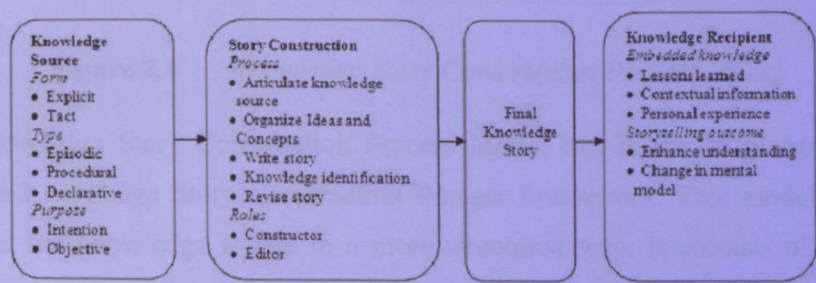 Knowledge
Source
Form
• Explicit
• Tact
Type
• Episodic
• Procedural
• Declarative
Purpose
• Intention
• Objective
Story Construction
Process
• Articulate knowledge
source
• Organize Ideas and
Concepts
• Write story
• Knowledge identification
• Revise story
Roles
• Constructor
• Editor
Final
Knowledge
Story
Knowledge Recipient
Embedded knowledge
• Lessons learned
• Contextual information
• Personal experience
Storytelling outcome
• Enhance understanding
• Change in mental
model